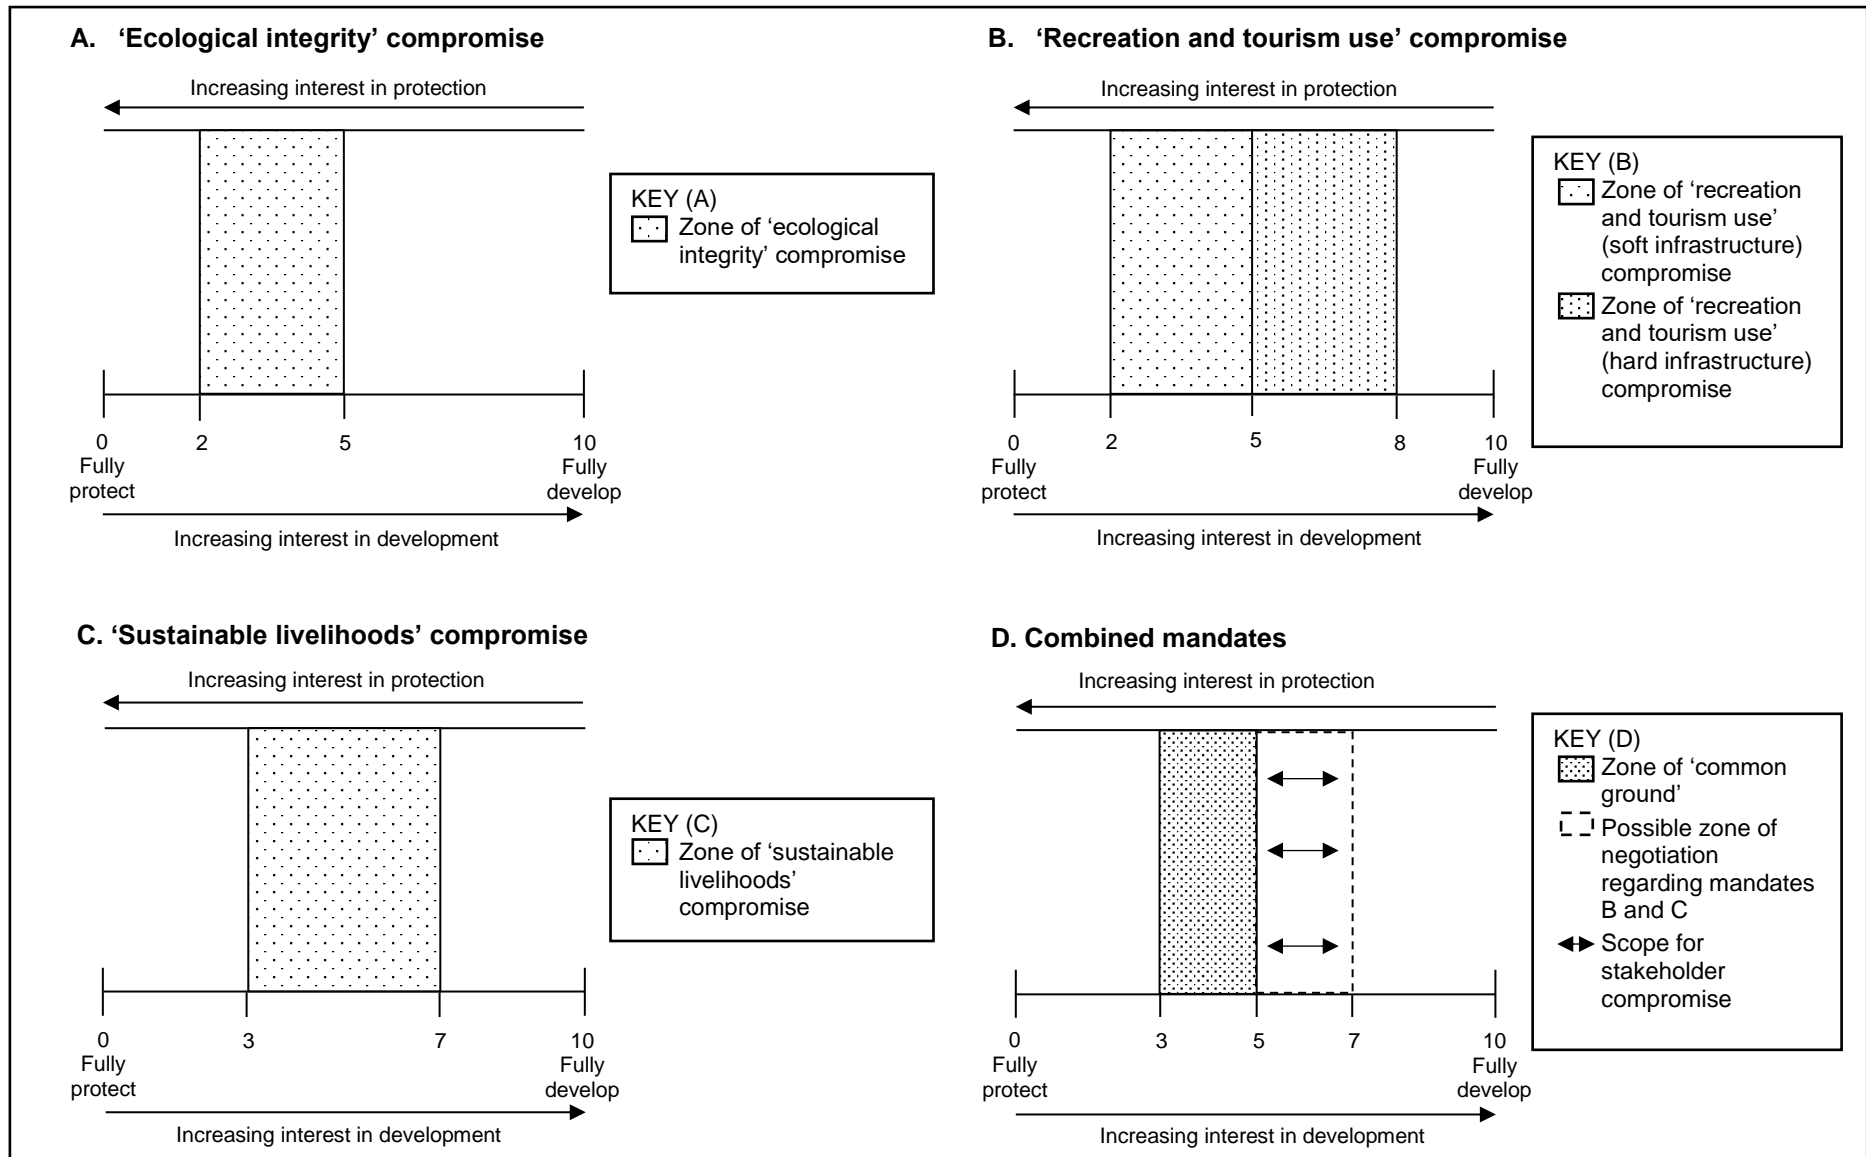 A. ‘Ecological integrity’ compromise
Increasing interest in protection
0
2
5
10
Fully
protect
Fully
develop
Increasing interest in development
KEY (A)
Zone of ‘ecological
integrity’ compromise
B. ‘Recreation and tourism use’ compromise
Increasing interest in protection
0
2
5
8
10
Fully
protect
Fully
develop
Increasing interest in development
KEY (B)
Zone of ‘recreation
and tourism use’
(soft infrastructure)
compromise
Zone of ‘recreation
and tourism use’
(hard infrastructure)
compromise
C. ‘Sustainable livelihoods’ compromise
Increasing interest in protection
0
3
7
10
Fully
protect
Fully
develop
Increasing interest in development
KEY (C)
Zone of ‘sustainable
livelihoods’
compromise
D. Combined mandates
Increasing interest in protection
0
3
5
7
10
Fully
protect
Fully
develop
Increasing interest in development
KEY (D)
Zone of ‘common
ground’
Possible zone of
negotiation
regarding mandates
B and C
Scope for
stakeholder
compromise